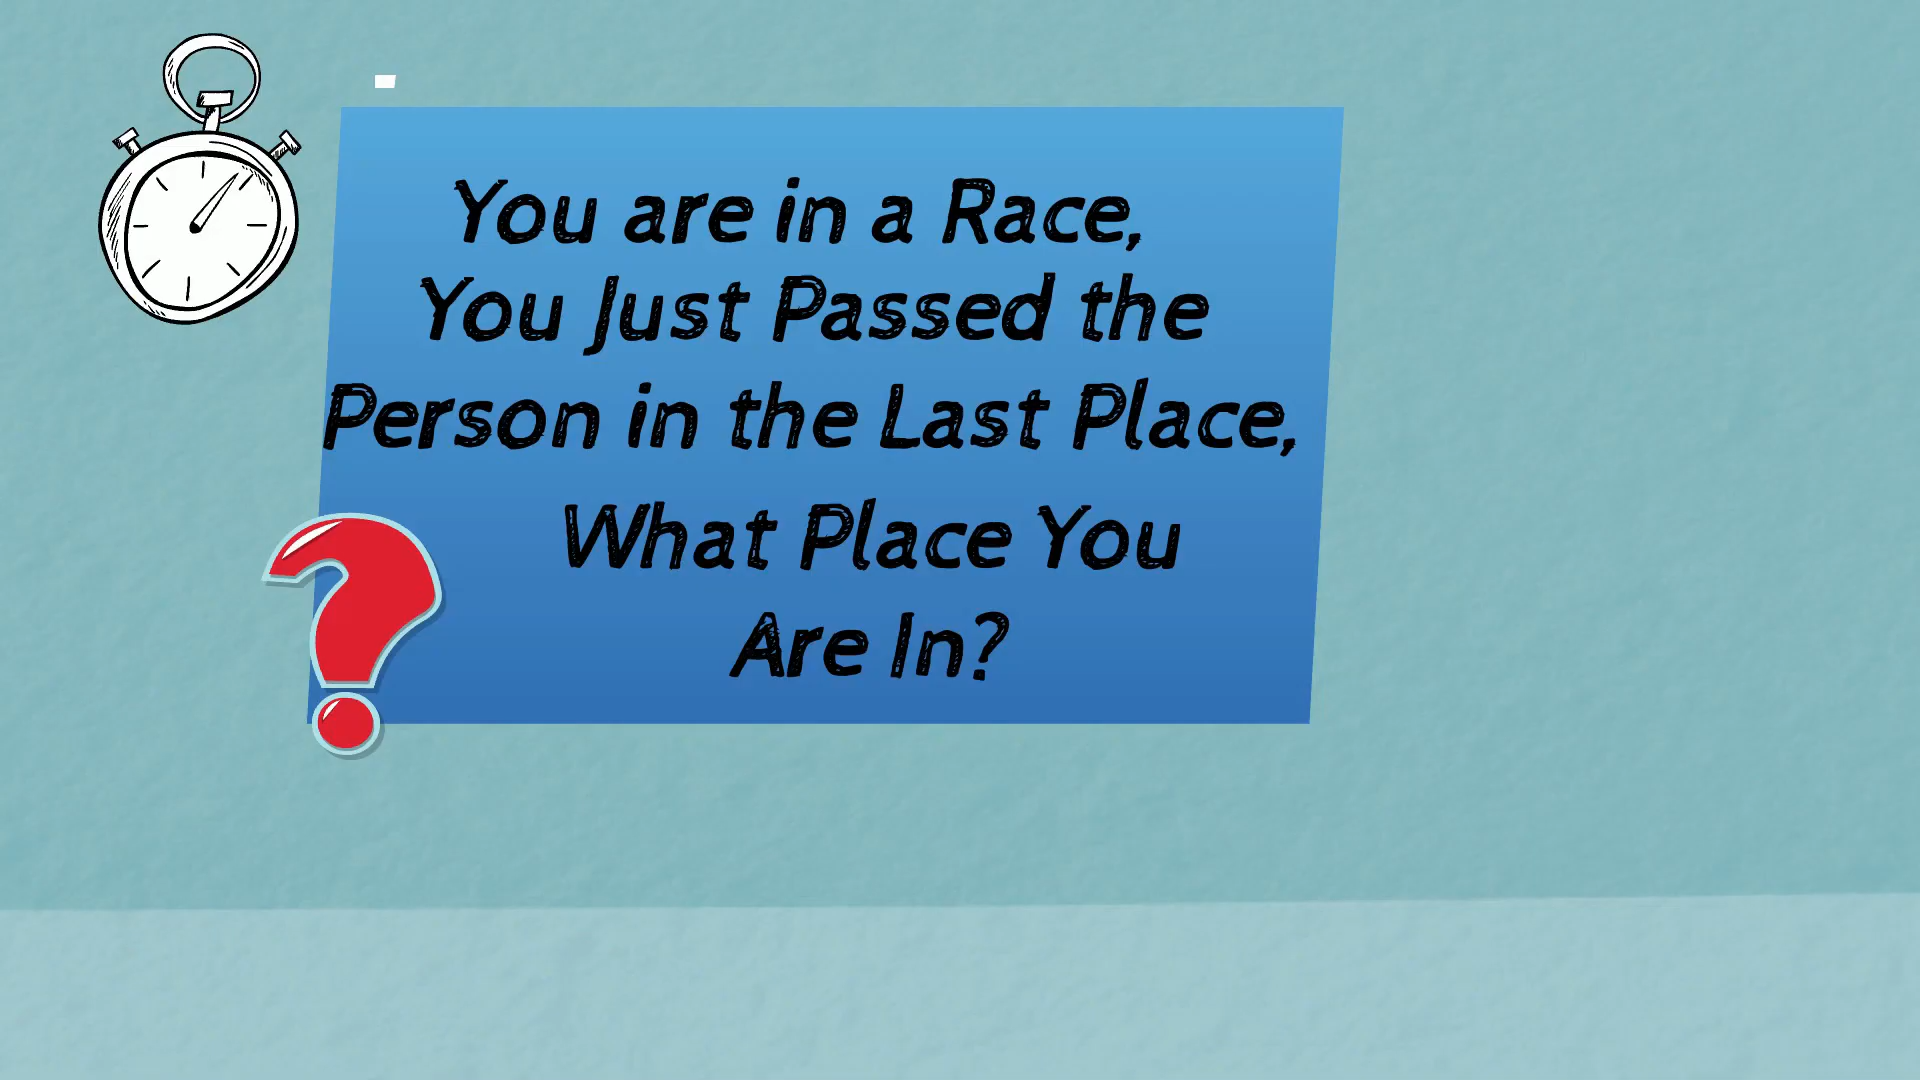 You are in a Race,
You Just Passed the
Person in the Last Place,
What Place You
Are In?